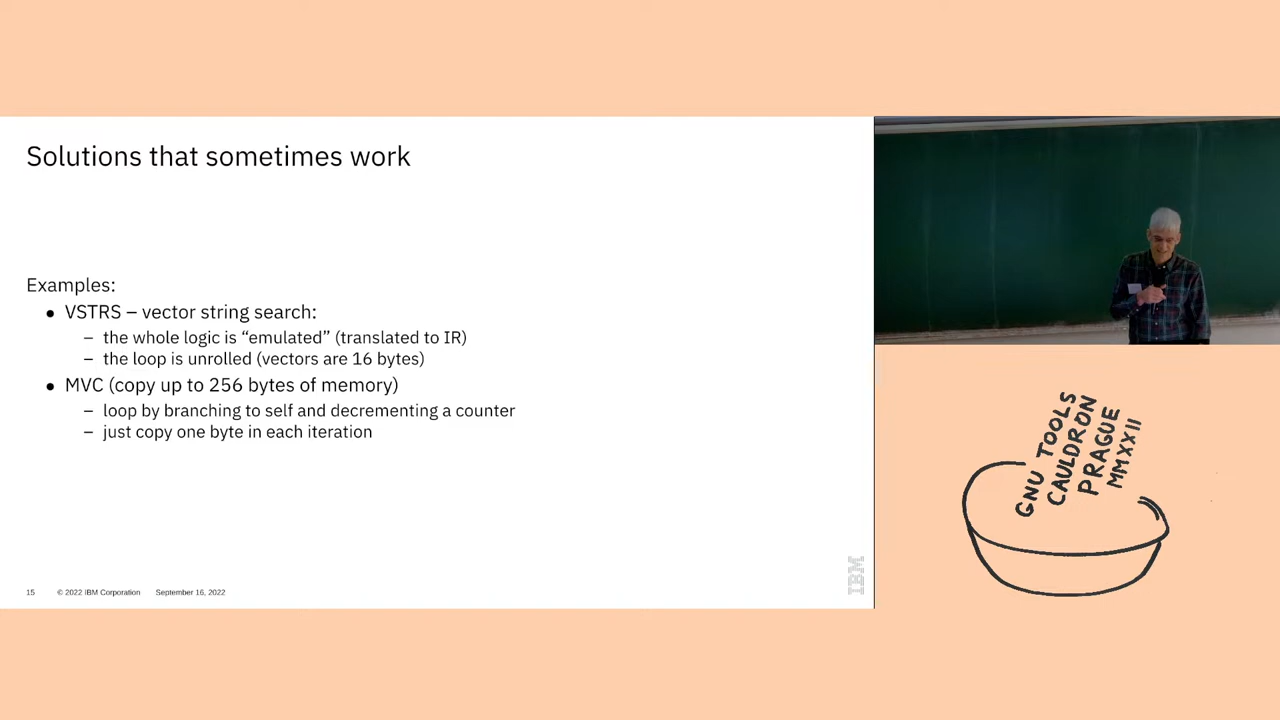 Solutions that sometimes work
Examples:
● VSTRS – vector string search:
– the whole logic is “emulated” (translated to IR)
– the loop is unrolled (vectors are 16 bytes)
● MVC (copy up to 256 bytes of memory)
– loop by branching to self and decrementing a counter
– just copy one byte in each iteration
15 © 2022 IBM Corporation September 16, 2022
IBM
GNU TOOLS
CAULDRON
PRAGUE
MMXXII